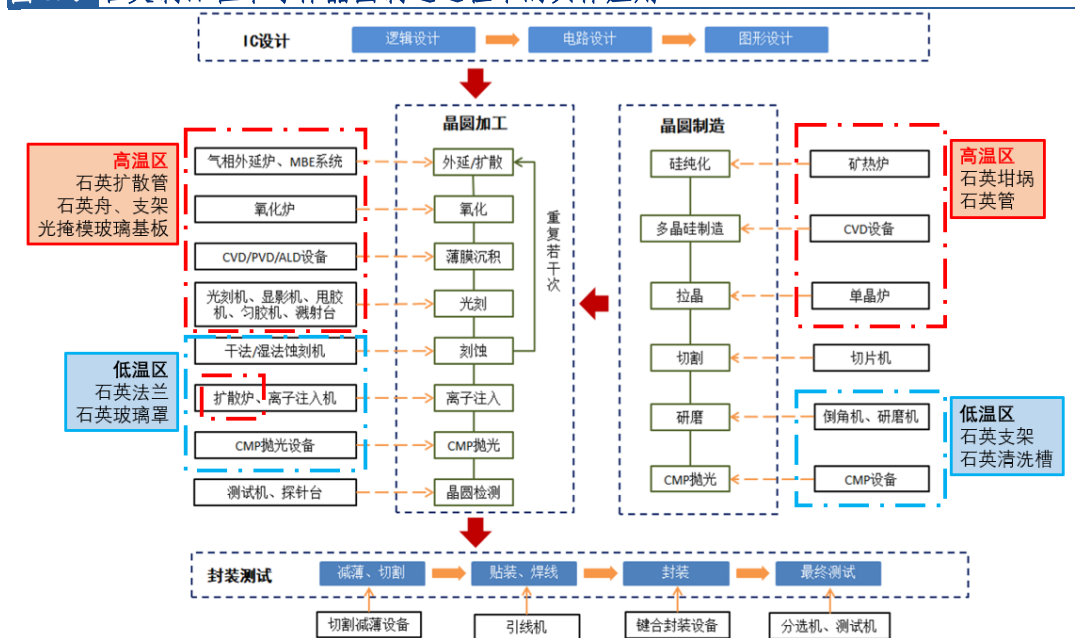 IC设计
逻辑设计
电路设计
图形设计
晶圆加工
晶圆制造
高温区
石英扩散管
石英舟、支架
光掩模玻璃基板
气相外延炉、MBE系统
外延/扩散
氧化炉
氧化
CVD/PVD/ALD设备
薄膜沉积
光刻机、显影机、甩胶
机、匀胶机、溅射台
光刻
干法/湿法蚀刻机
刻蚀
重复若干次
低温区
石英法兰
石英玻璃罩
扩散炉、离子注入机
离子注入
CMP抛光设备
CMP抛光
测试机、探针台
晶圆检测
硅纯化
矿热炉
多晶硅制造
CVD设备
拉晶
单晶炉
切割
切片机
研磨
倒角机、研磨机
CMP抛光
CMP设备
高温区
石英坩埚
石英管
低温区
石英支架
石英清洗槽
封装测试
减薄、切割
贴装、焊线
封装
最终测试
切割减薄设备
引线机
键合封装设备
分选机、测试机